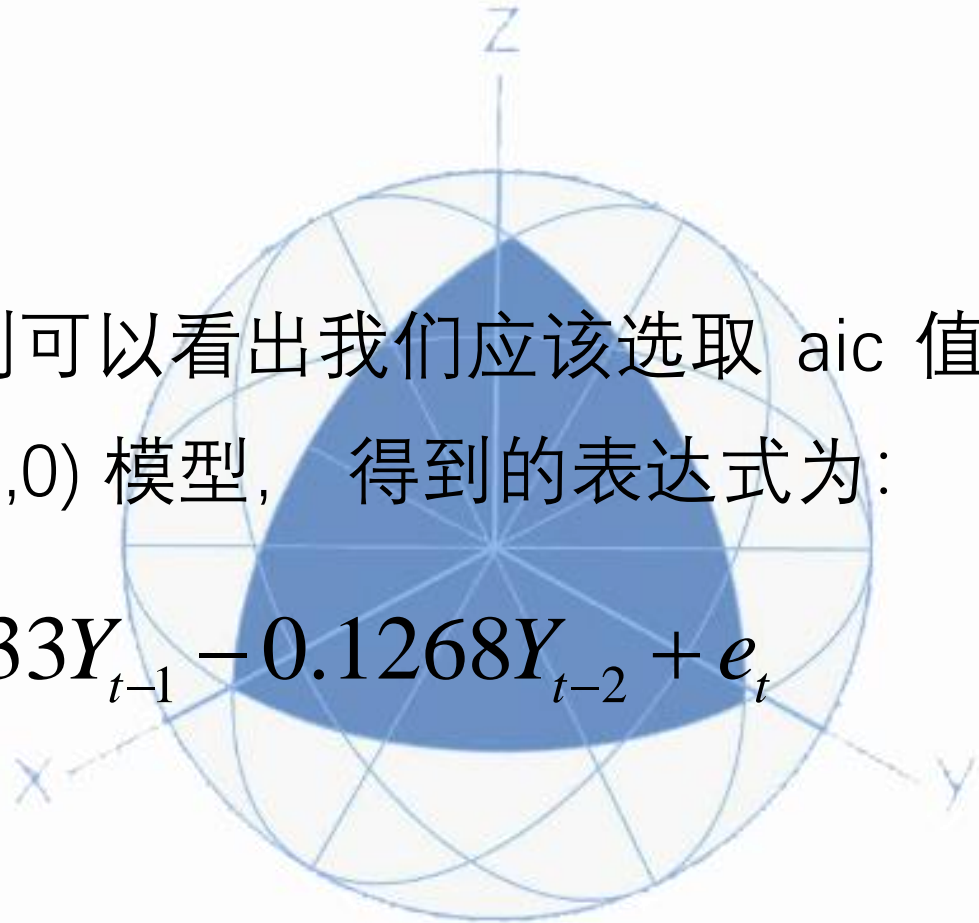 Z
可以看出我们应该选取 aic 值
,0) 模型， 得到的表达式为：
33Y_{t-1} - 0.1268Y_{t-2} + e_t
X
Y